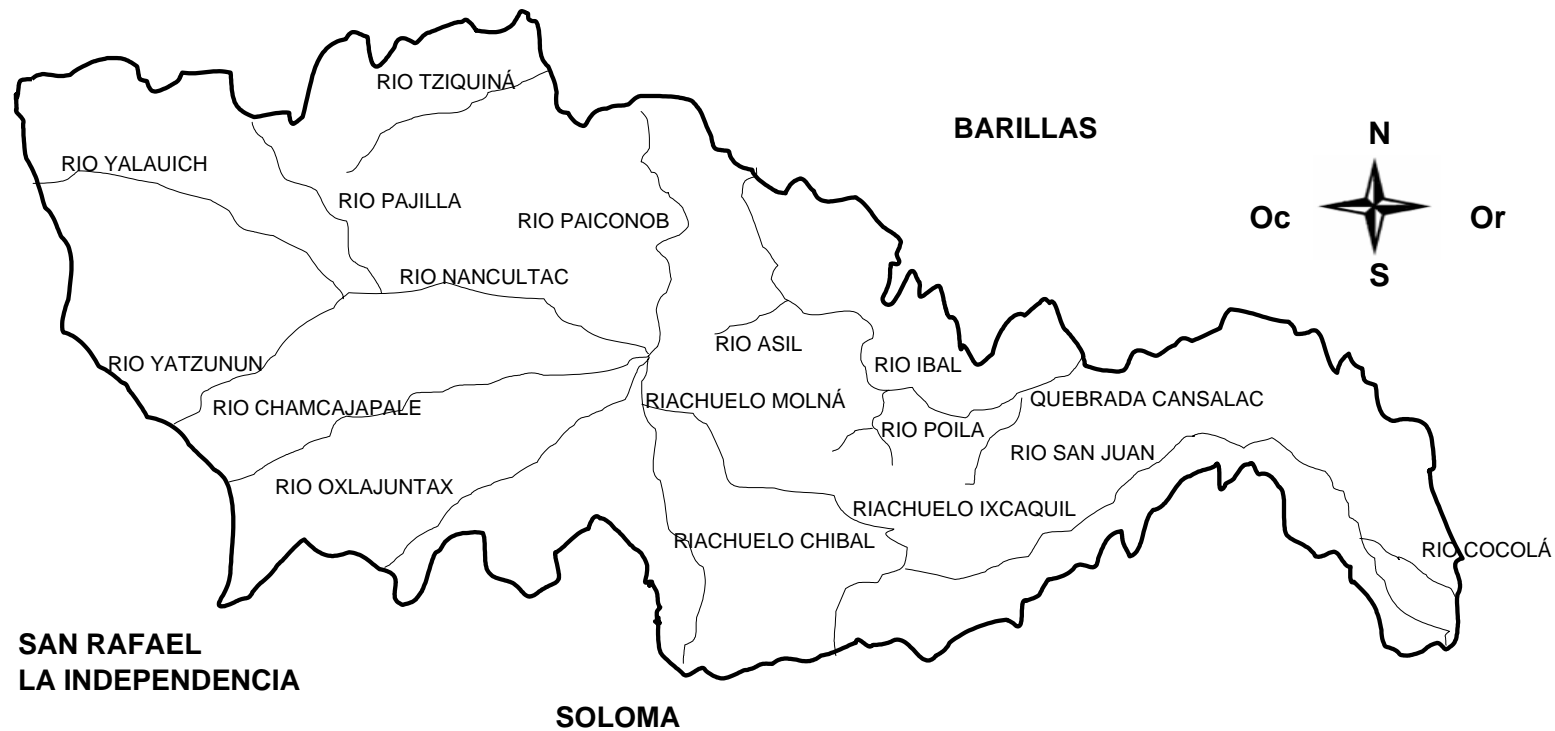 RIO TZIQUINÁ
BARILLAS
N
RIO YALAUICH
RIO PAJILLA
RIO PAICONOB
Oc
Or
RIO NANCULTAC
S
RIO ASIL
RIO YATZUNUN
RIO IBAL
RIO CHAMCAJAPALE
RIACHUELO MOLNÁ
QUEBRADA CANSALAC
RIO POILA
RIO SAN JUAN
RIO OXLAJUNTAX
RIACHUELO IXCAQUIL
RIACHUELO CHIBAL
RIO COCOLÁ
SAN RAFAEL
LA INDEPENDENCIA
SOLOMA